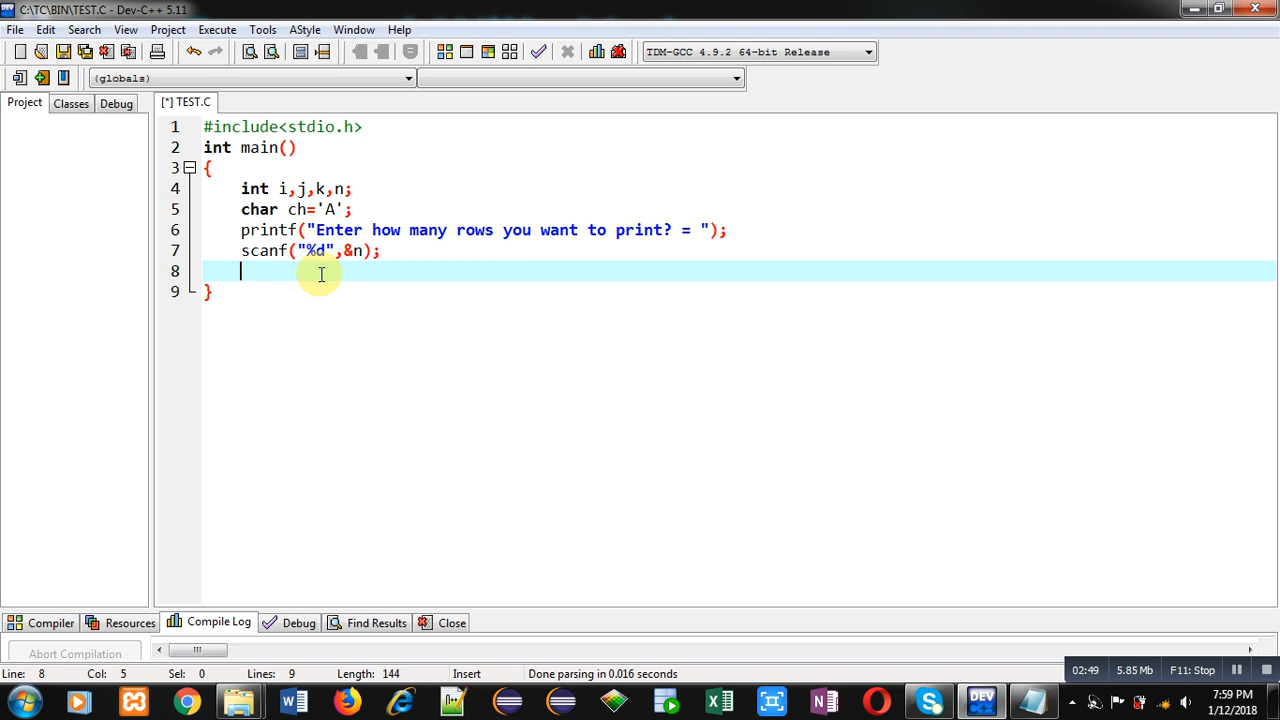 C:\TC\BIN\TEST.C - Dev-C++ 5.11
File Edit Search View Project Execute Tools AStyle Window Help
TDM-GCC 4.9.2 64-bit Release
(globals)
Project Classes Debug [*] TEST.C
1 #include<stdio.h>
2 int main()
3 {
4 int i,j,k,n;
5 char ch='A';
6 printf("Enter how many rows you want to print? = ");
7 scanf("%d",&n);
8
9 }
Compiler Resources Compile Log Debug Find Results Close
Abort Compilation
Line: 8 Col: 5 Sel: 0 Lines: 9 Length: 144 Insert Done parsing in 0.016 seconds
02:49 5.85 Mb F11: Stop
7:59 PM
1/12/2018